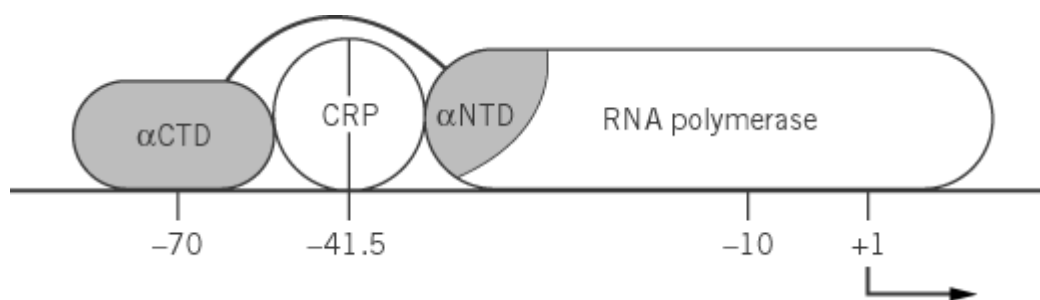 αCTD
CRP
αNTD
RNA polymerase
–70
–41.5
–10
+1